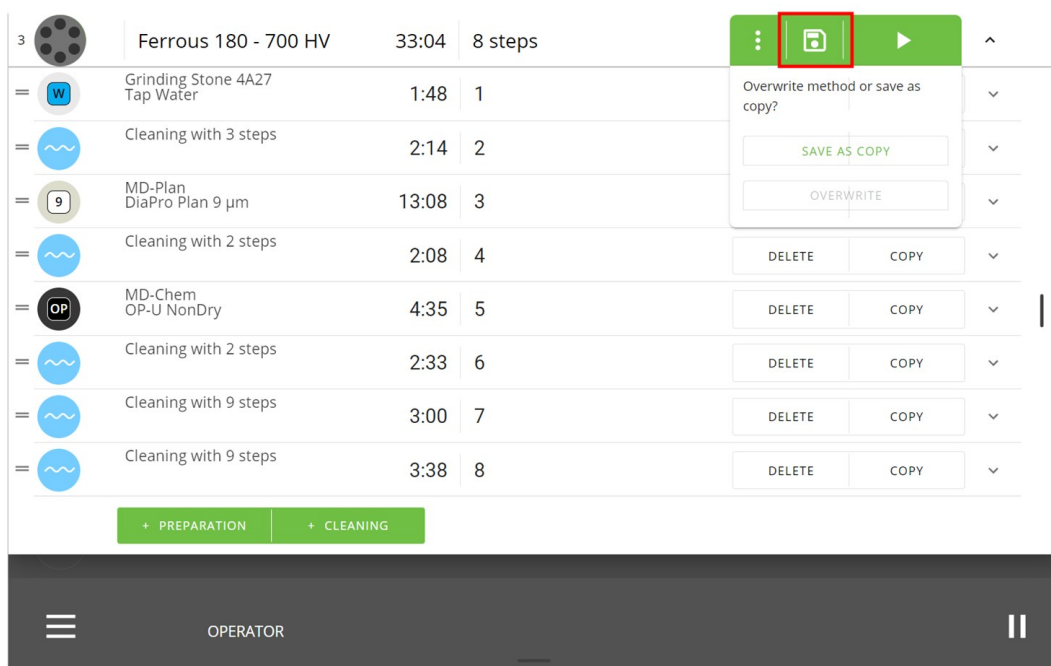 3 Ferrous 180 - 700 HV 33:04 8 steps
W Grinding Stone 4A27
Tap Water 1:48 1
Overwrite method or save as
copy?
Cleaning with 3 steps 2:14 2
SAVE AS COPY
9 MD-Plan
DiaPro Plan 9 µm 13:08 3
OVERWRITE
Cleaning with 2 steps 2:08 4 DELETE COPY
OP MD-Chem
OP-U NonDry 4:35 5 DELETE COPY
Cleaning with 2 steps 2:33 6 DELETE COPY
Cleaning with 9 steps 3:00 7 DELETE COPY
Cleaning with 9 steps 3:38 8 DELETE COPY
+ PREPARATION + CLEANING
OPERATOR